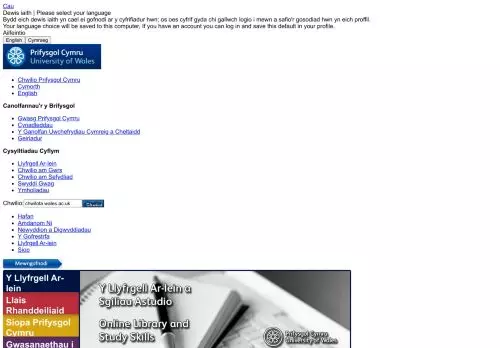 Cau
Dewis iaith | Please select your language
Bydd eich dewis iaith yn cael ei gofnodi ar y cyfrifiadur hwn; os oes cyfrif gyda chi gallwch logio i mewn a safio'r gosodiad hwn yn eich proffil.
Your language choice will be saved to this computer, if you have an account you can log in and save this default in your profile.
Ailfeintio
English Cymraeg
Prifysgol Cymru
University of Wales
Chwilio Prifysgol Cymru
Cymorth
English
Canolfannau'r y Brifysgol
Gwasg Prifysgol Cymru
Cynadleddau
Y Ganolfan Uwchefrydiau Cymreig a Cheltaidd
Geiriadur
Cysylltiadau Cyflym
Llyfrgell Ar-lein
Chwilio am Gwrs
Chwilio am Sefydliad
Swyddi Gwag
Ymholiadau
Chwilio: chwiliota.wales.ac.uk Chwilio!
Hafan
Amdanom Ni
Newyddion a Digwyddiadau
Y Gofrestrfa
Llyfrgell Ar-lein
Siop
Mewngofnodi
Y Llyfrgell Ar-
lein
Llais
Rhanddeiliaid
Siopa Prifysgol
Cymru
Gwasanaethau i
Y Llyfrgell Ar-lein a
Sgiliau Astudio
Online Library and
Study Skills
Prifysgol Cymru
University of Wales